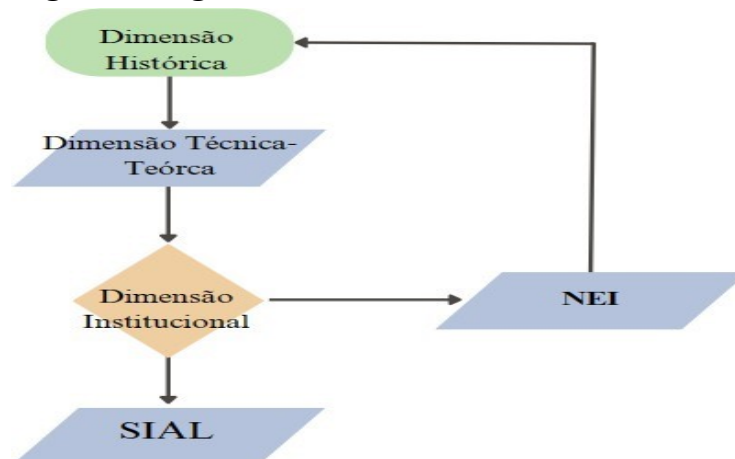 Dimensão
Histórica
Dimensão Técnica-
Teórca
Dimensão
Institucional
NEI
SIAL